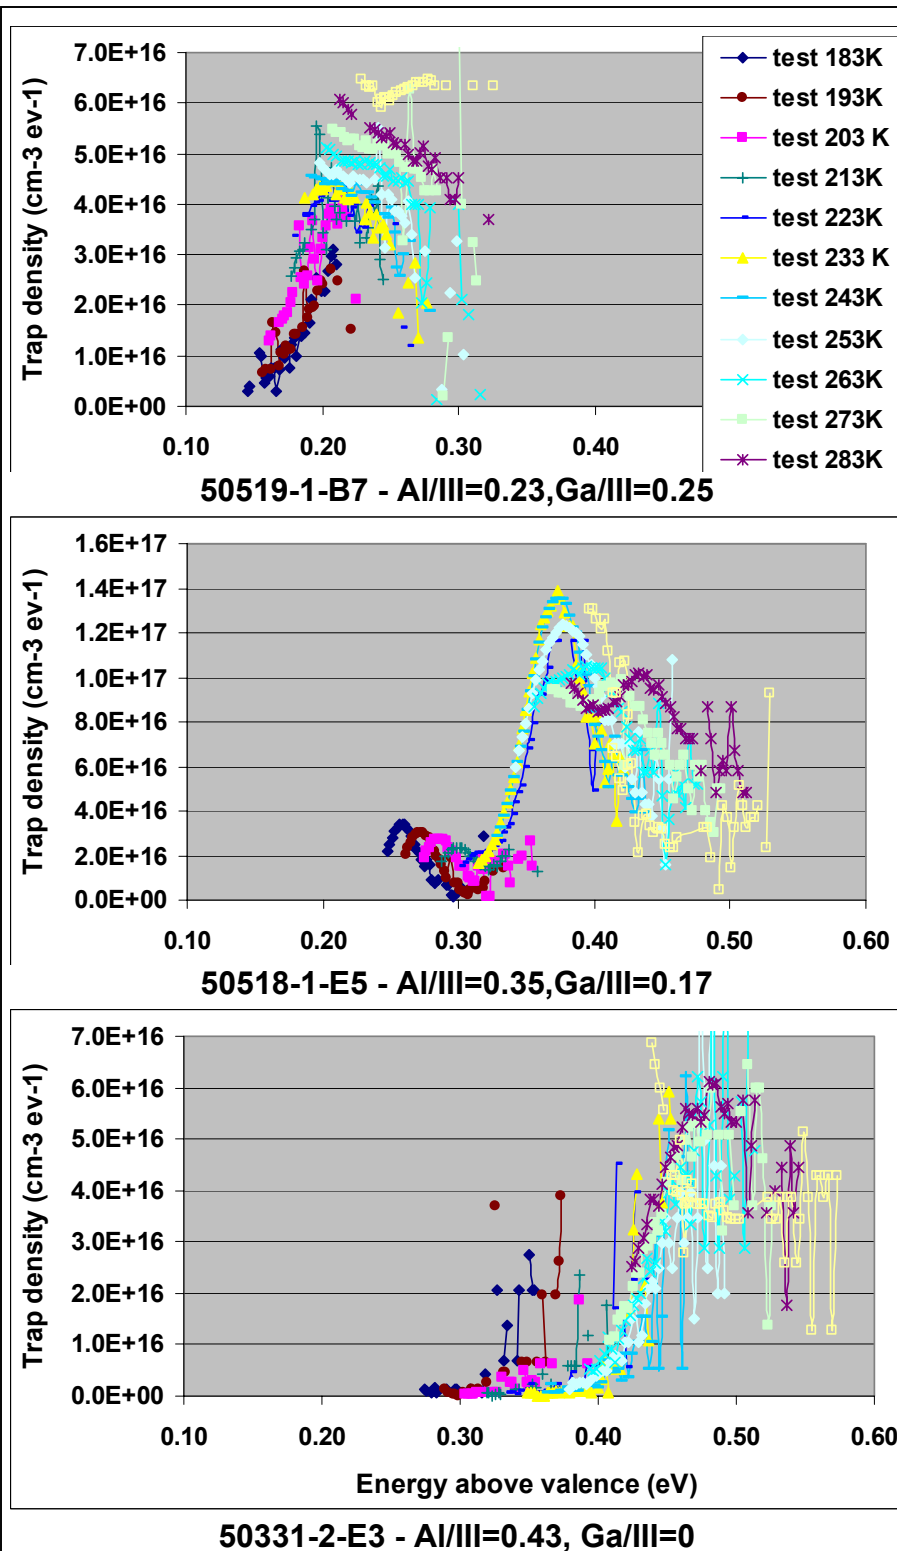 7.0E+16
6.0E+16
5.0E+16
4.0E+16
3.0E+16
2.0E+16
1.0E+16
0.0E+00
Trap density (cm-3 ev-1)
0.10 0.20 0.30 0.40
test 183K
test 193K
test 203 K
test 213K
test 223K
test 233 K
test 243K
test 253K
test 263K
test 273K
test 283K
50519-1-B7 - Al/III=0.23,Ga/III=0.25
1.6E+17
1.4E+17
1.2E+17
1.0E+17
8.0E+16
6.0E+16
4.0E+16
2.0E+16
0.0E+00
Trap density (cm-3 ev-1)
0.10 0.20 0.30 0.40 0.50 0.60
50518-1-E5 - Al/III=0.35,Ga/III=0.17
7.0E+16
6.0E+16
5.0E+16
4.0E+16
3.0E+16
2.0E+16
1.0E+16
0.0E+00
Trap density (cm-3 ev-1)
0.10 0.20 0.30 0.40 0.50 0.60
Energy above valence (eV)
50331-2-E3 - Al/III=0.43, Ga/III=0